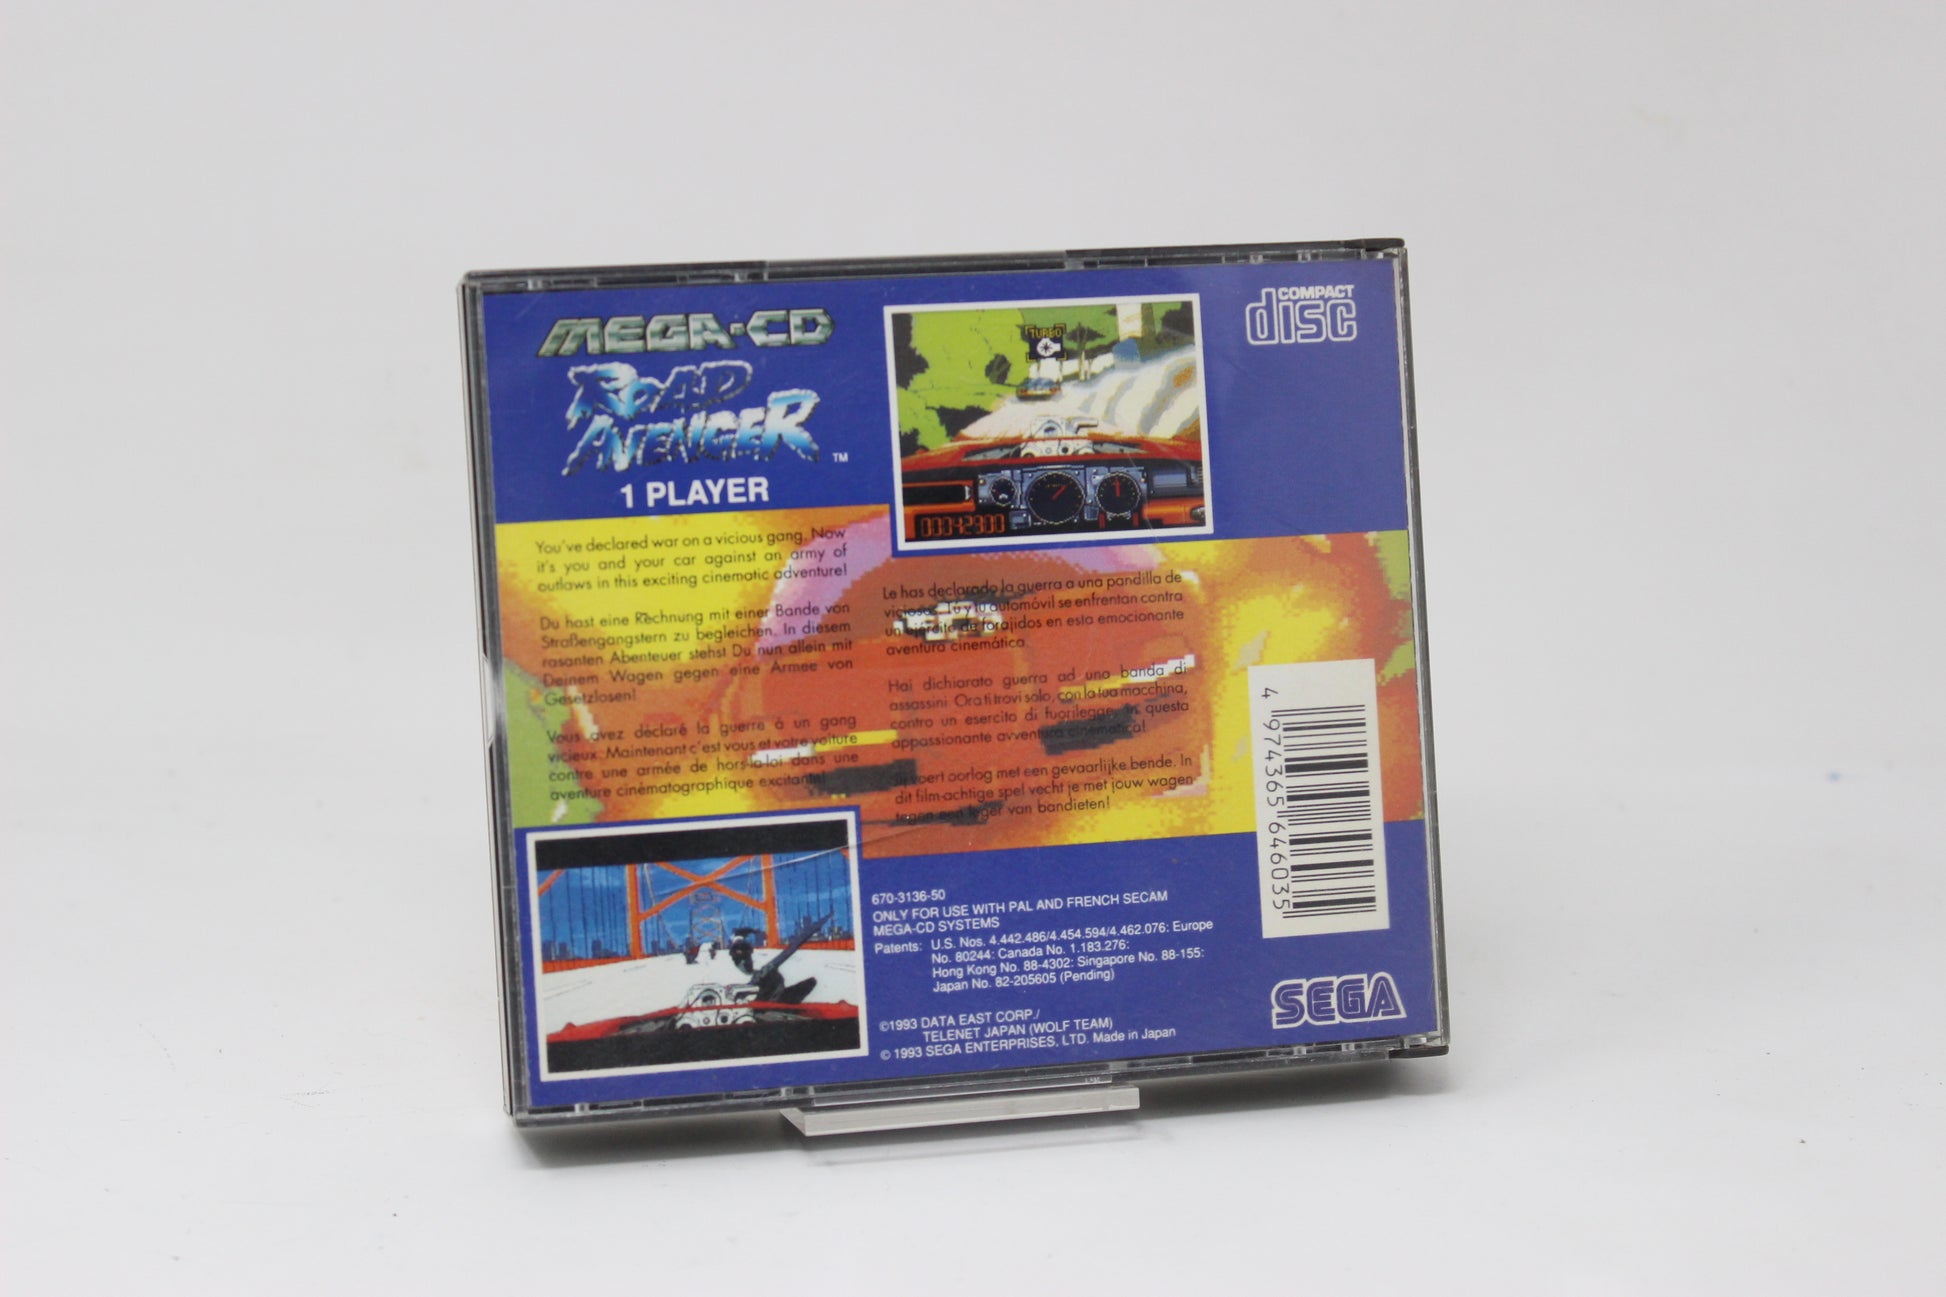 MEGA-CD
ROAD
AVENGER™
1 PLAYER
You've declared war on a vicious gang. Now
it's you and your car against an army of
outlaws in this exciting cinematic adventure!
Du hast eine Rechnung mit einer Bande von
Straßengangstern zu begleichen. In diesem
rasanten Abenteuer stehst Du nun allein mit
Deinem Wagen gegen eine Armee von
Gesetzlosen!
Vous avez déclaré la guerre à un gang
vicieux. Maintenant c'est vous et votre voiture
contre une armée de hors-la-loi dans une
aventure cinématographique excitante!
TURBO
00042900
COMPACT
disc
Le has declarado la guerra a una pandilla de
viciosos. Tú y tu automóvil se enfrentan contra
un ejército de forajidos en esta emocionante
aventura cinemática.
Hai dichiarato guerra ad una banda di
assassini. Ora ti trovi solo, con la tua macchina,
contro un esercito di fuorilegge, in questa
appassionante avventura cinematica!
Jij voert oorlog met een gevaarlijke bende. In
dit film-achtige spel vecht je met jouw wagen
tegen een leger van bandieten!
4 974365 646035
670-3136-50
ONLY FOR USE WITH PAL AND FRENCH SECAM
MEGA-CD SYSTEMS
Patents: U.S. Nos. 4.442.486/4.454.594/4.462.076: Europe
No. 80244: Canada No. 1.183.276:
Hong Kong No. 88-4302: Singapore No. 88-155:
Japan No. 82-205605 (Pending)
©1993 DATA EAST CORP./
TELENET JAPAN (WOLF TEAM)
© 1993 SEGA ENTERPRISES, LTD. Made in Japan
SEGA